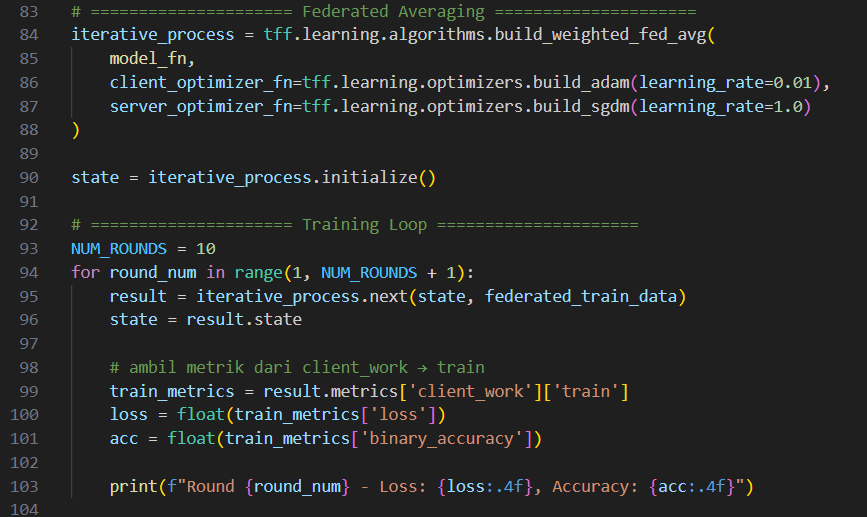 83 # ===================== Federated Averaging =====================
84 iterative_process = tff.learning.algorithms.build_weighted_fed_avg(
85     model_fn,
86     client_optimizer_fn=tff.learning.optimizers.build_adam(learning_rate=0.01),
87     server_optimizer_fn=tff.learning.optimizers.build_sgdm(learning_rate=1.0)
88 )
89
90 state = iterative_process.initialize()
91
92 # ===================== Training Loop =====================
93 NUM_ROUNDS = 10
94 for round_num in range(1, NUM_ROUNDS + 1):
95     result = iterative_process.next(state, federated_train_data)
96     state = result.state
97
98     # ambil metrik dari client_work → train
99     train_metrics = result.metrics['client_work']['train']
100     loss = float(train_metrics['loss'])
101     acc = float(train_metrics['binary_accuracy'])
102
103     print(f"Round {round_num} - Loss: {loss:.4f}, Accuracy: {acc:.4f}")
104